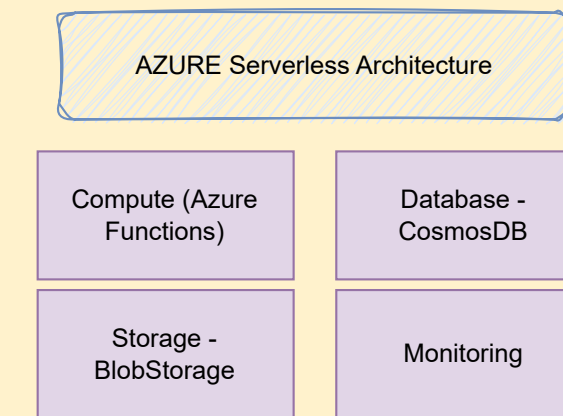 AZURE Serverless Architecture
Compute (Azure
Functions)
Database -
CosmosDB
Storage -
BlobStorage
Monitoring